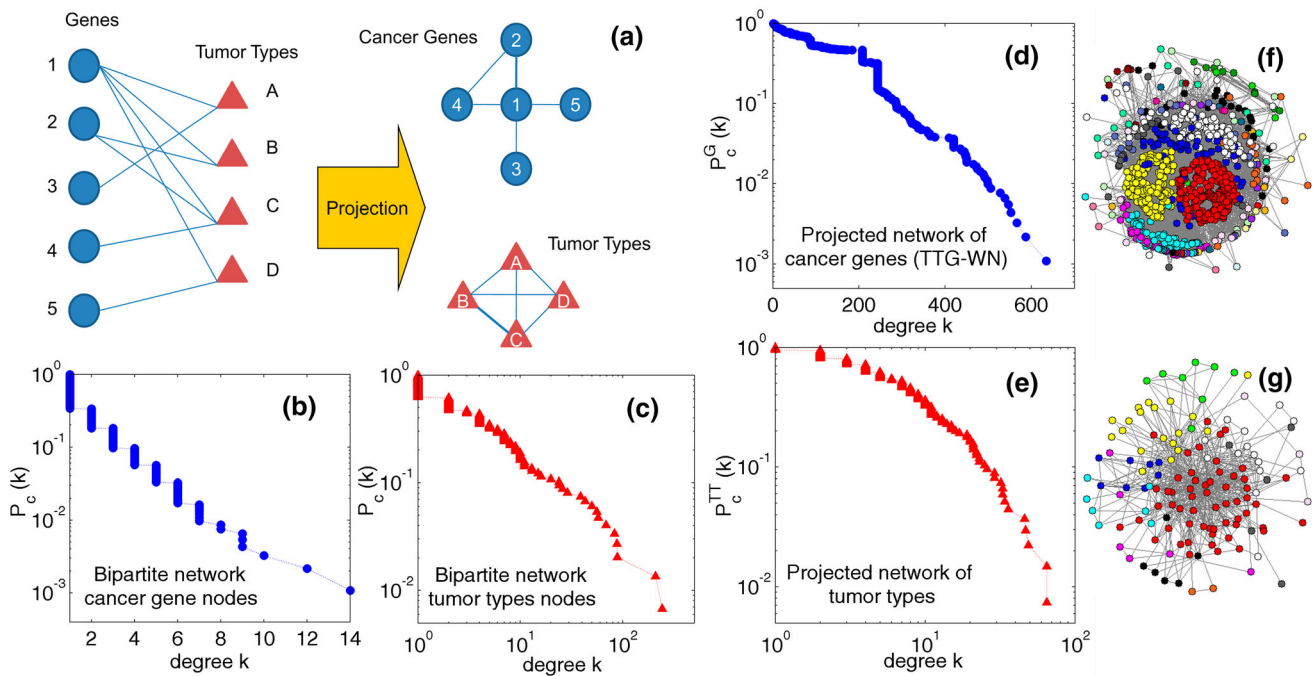 Genes
Tumor Types
1
2
3
4
5
A
B
C
D
Projection
(a)
Cancer Genes
2
4
1
5
3
Tumor Types
A
B
D
C
(b)
P_c (k)
10^0
10^-1
10^-2
10^-3
Bipartite network
cancer gene nodes
2 4 6 8 10 12 14
degree k
(c)
P_c (k)
10^0
10^-1
10^-2
Bipartite network
tumor types nodes
10^0 10^1 10^2
degree k
(d)
P_c^G (k)
10^0
10^-1
10^-2
10^-3
Projected network of
cancer genes (TTG-WN)
0 200 400 600
degree k
(e)
P_c^TT (k)
10^0
10^-1
10^-2
Projected network of
tumor types
10^0 10^1 10^2
degree k
(f)
(g)